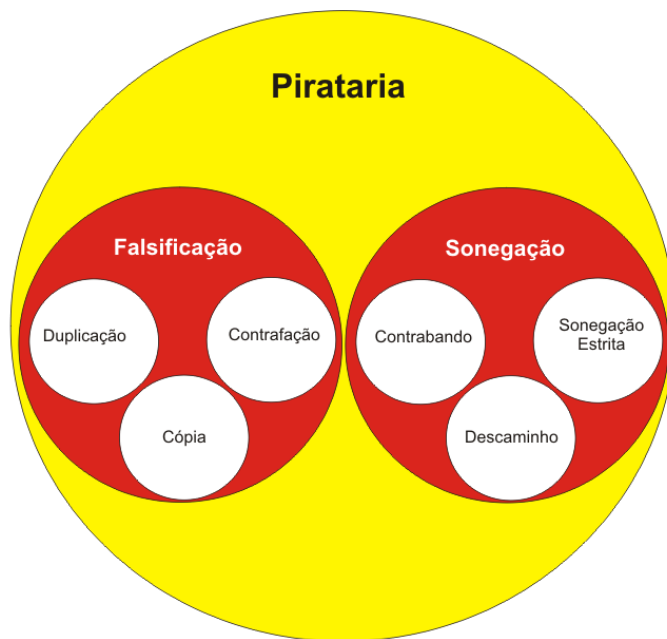 Pirataria
Falsificação
Sonegação
Duplicação
Contrafação
Cópia
Contrabando
Sonegação
Estrita
Descaminho